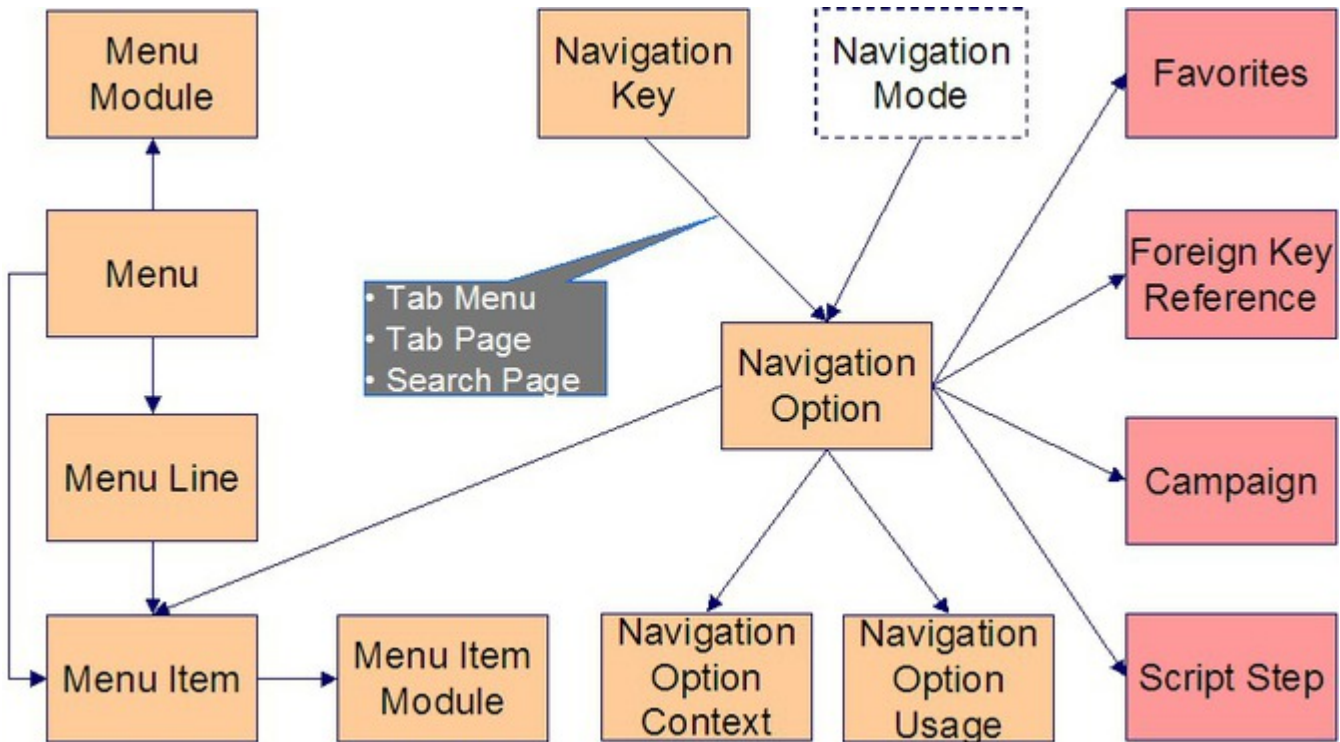 Menu
Module
Navigation
Key
Navigation
Mode
Favorites
Menu
Foreign Key
Reference
• Tab Menu
• Tab Page
• Search Page
Navigation
Option
Menu Line
Campaign
Menu Item
Menu Item
Module
Navigation
Option
Context
Navigation
Option
Usage
Script Step